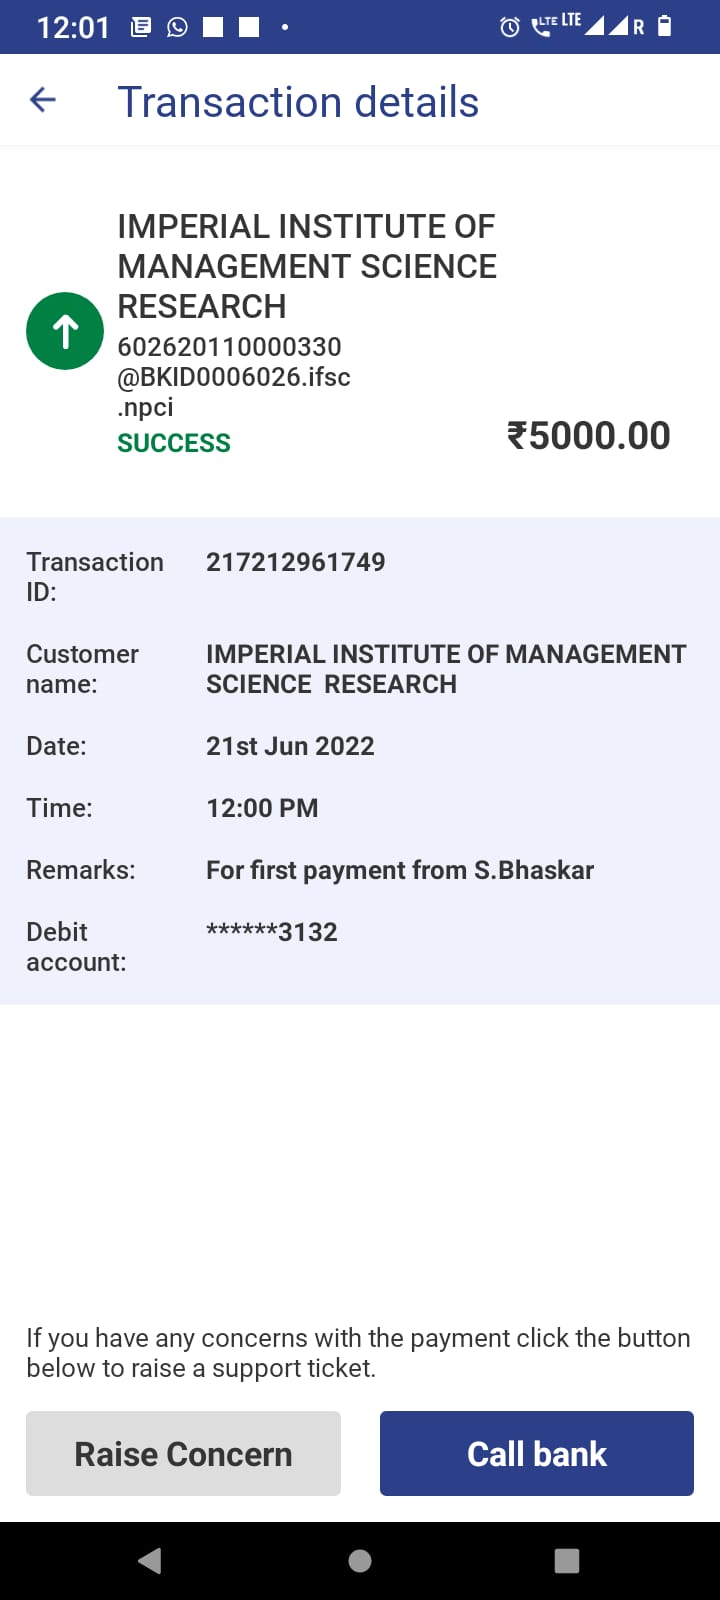 12:01 LTE LTE R
Transaction details
IMPERIAL INSTITUTE OF
MANAGEMENT SCIENCE
RESEARCH
602620110000330
@BKID0006026.ifsc
.npci
SUCCESS ₹5000.00
Transaction 217212961749
ID:
Customer IMPERIAL INSTITUTE OF MANAGEMENT
name: SCIENCE  RESEARCH
Date: 21st Jun 2022
Time: 12:00 PM
Remarks: For first payment from S.Bhaskar
Debit ******3132
account:
If you have any concerns with the payment click the button
below to raise a support ticket.
Raise Concern Call bank